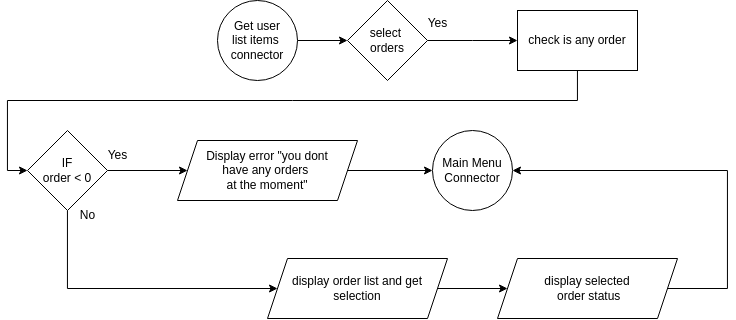 Get user
list items
connector
select
orders
Yes
check is any order
IF
order < 0
Yes
Display error "you dont
have any orders
at the moment"
Main Menu
Connector
No
display order list and get
selection
display selected
order status